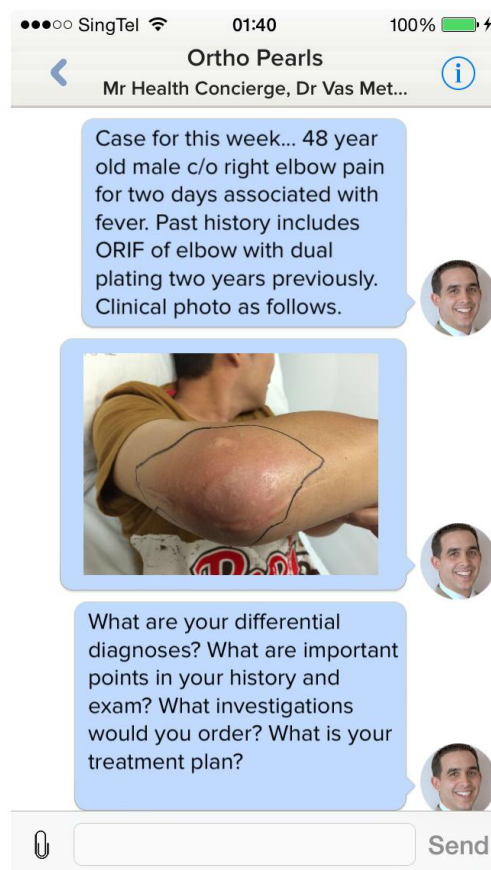 SingTel 01:40 100%
Ortho Pearls
Mr Health Concierge, Dr Vas Met...
Case for this week... 48 year
old male c/o right elbow pain
for two days associated with
fever. Past history includes
ORIF of elbow with dual
plating two years previously.
Clinical photo as follows.
What are your differential
diagnoses? What are important
points in your history and
exam? What investigations
would you order? What is your
treatment plan?
Send